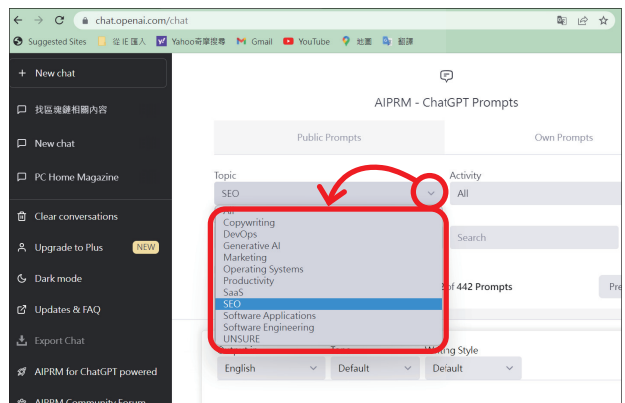 chat.openai.com/chat
Suggested Sites 從 IE 匯入 Yahoo奇摩搜尋 Gmail YouTube 地圖 翻譯
+ New chat
找區塊鏈相關內容
New chat
PC Home Magazine
Clear conversations
Upgrade to Plus NEW
Dark mode
Updates & FAQ
Export Chat
AIPRM for ChatGPT powered
AIPRM Community Forum
AIPRM - ChatGPT Prompts
Public Prompts Own Prompts
Topic Activity
SEO All
All
Copywriting
DevOps
Generative AI Search
Marketing
Operating Systems
Productivity
SaaS of 442 Prompts
SEO
Software Applications
Software Engineering
UNSURE
Writing Style
English Default Default